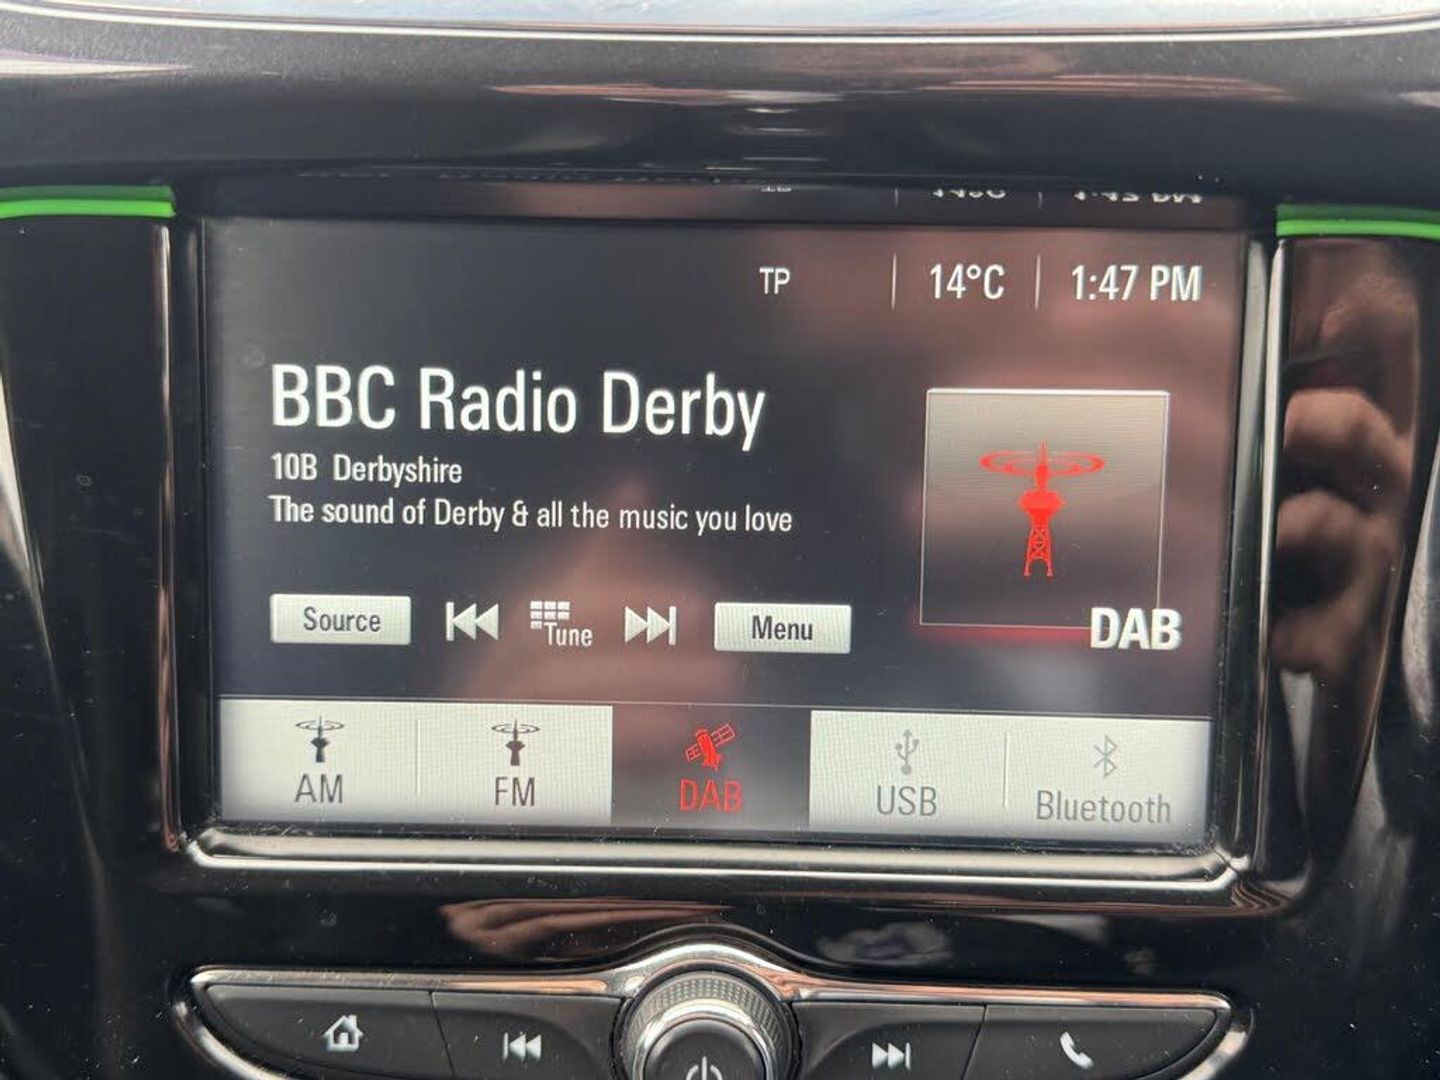 TP 14°C 1:47 PM
BBC Radio Derby
10B Derbyshire
The sound of Derby & all the music you love
DAB
Source Tune Menu
AM FM DAB USB Bluetooth